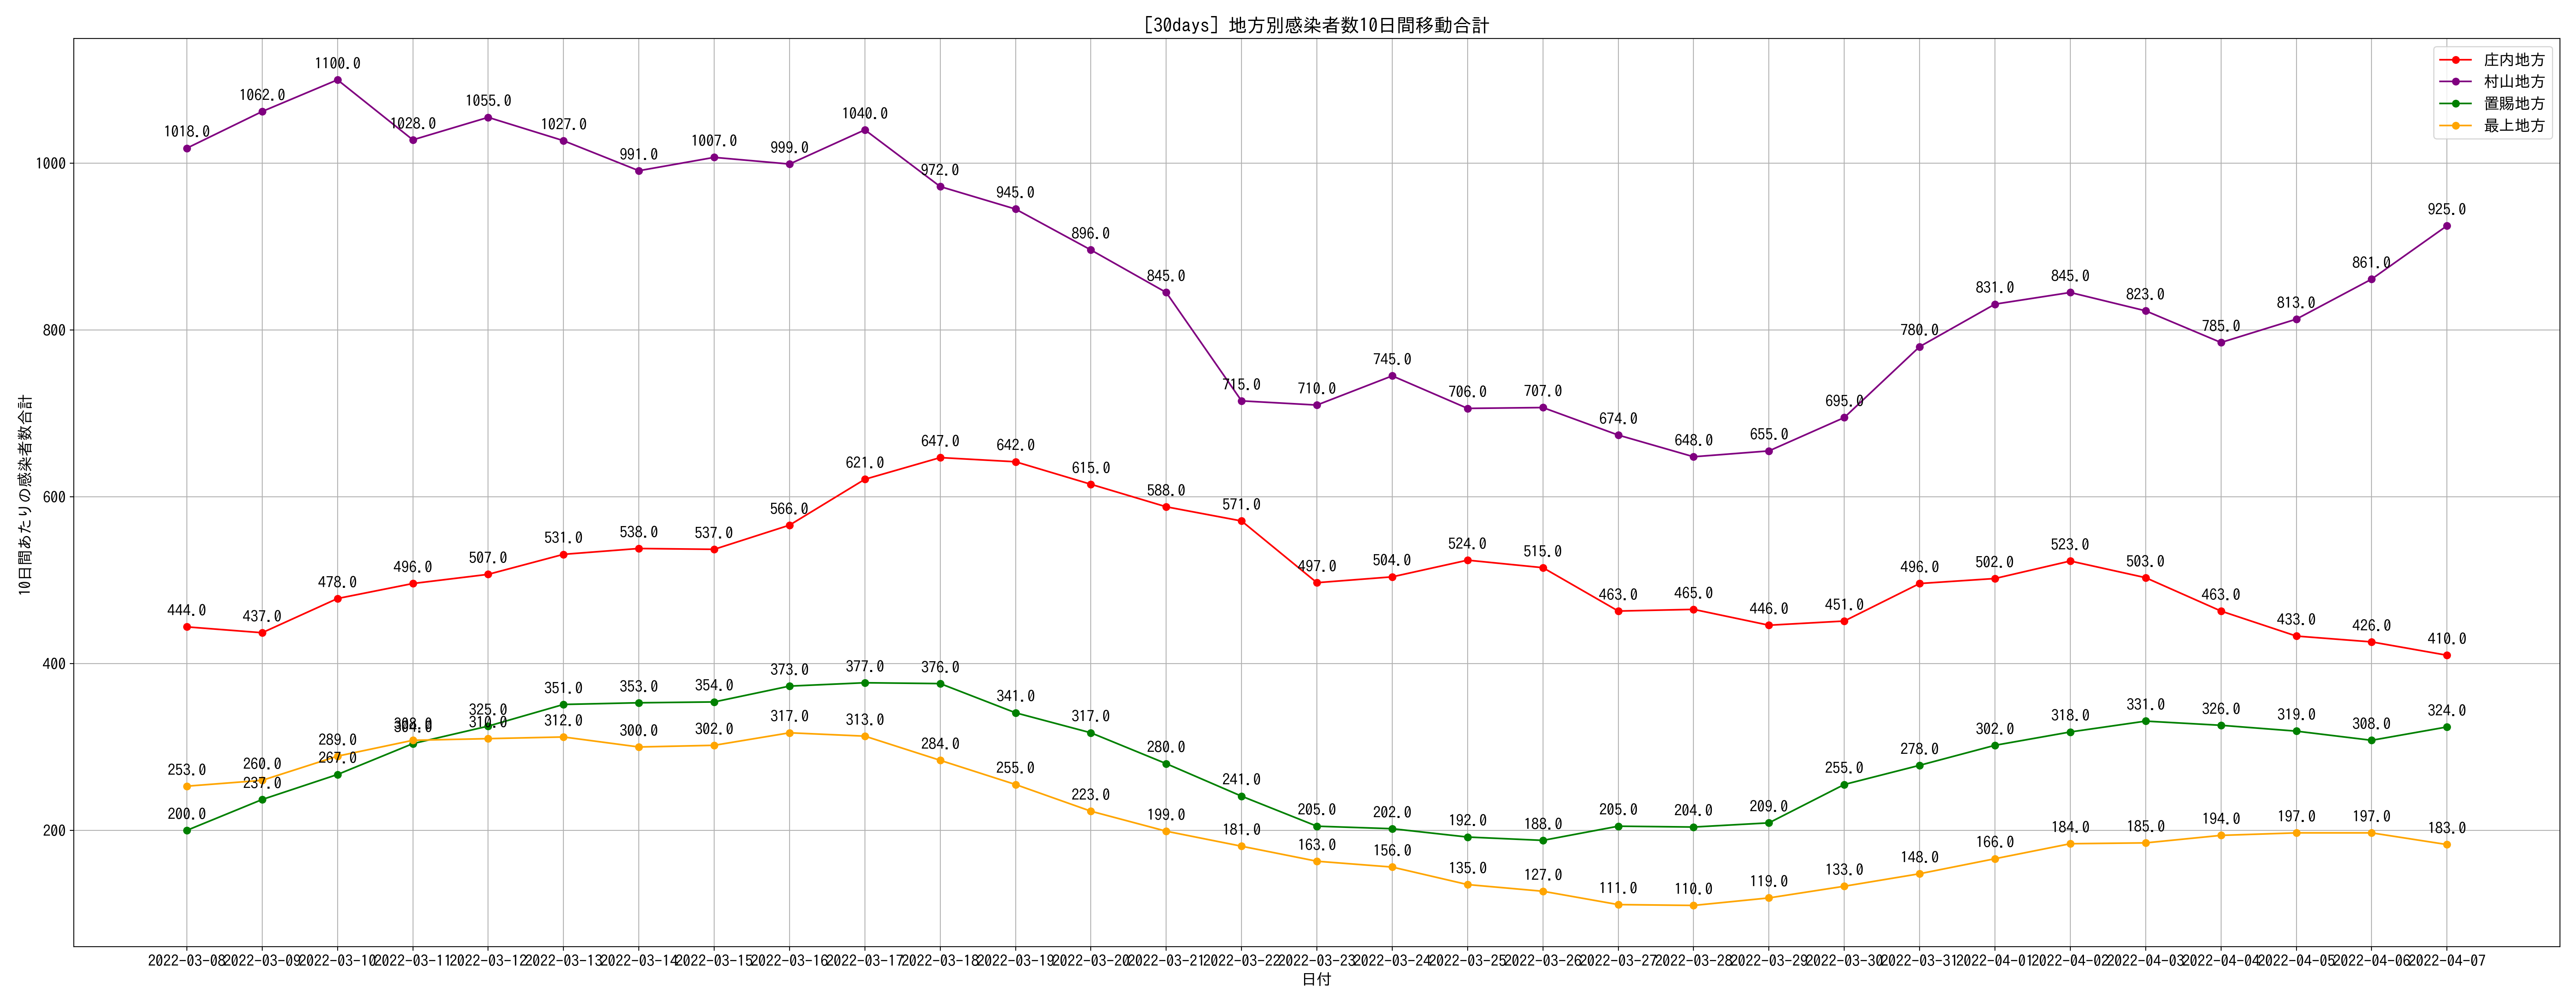 [30days] 地方別感染者数10日間移動合計
庄内地方
村山地方
置賜地方
最上地方
10日間あたりの感染者数合計
1000
800
600
400
200
1018.0 1062.0 1100.0 1028.0 1055.0 1027.0 991.0 1007.0 999.0 1040.0 972.0 945.0 896.0 845.0 715.0 710.0 745.0 706.0 707.0 674.0 648.0 655.0 695.0 780.0 831.0 845.0 823.0 785.0 813.0 861.0 925.0
444.0 437.0 478.0 496.0 507.0 531.0 538.0 537.0 566.0 621.0 647.0 642.0 615.0 588.0 571.0 497.0 504.0 524.0 515.0 463.0 465.0 446.0 451.0 496.0 502.0 523.0 503.0 463.0 433.0 426.0 410.0
200.0 237.0 267.0 304.0 325.0 351.0 353.0 354.0 373.0 377.0 376.0 341.0 317.0 280.0 241.0 205.0 202.0 192.0 188.0 205.0 204.0 209.0 255.0 278.0 302.0 318.0 331.0 326.0 319.0 308.0 324.0
253.0 260.0 289.0 308.0 310.0 312.0 300.0 302.0 317.0 313.0 284.0 255.0 223.0 199.0 181.0 163.0 156.0 135.0 127.0 111.0 110.0 119.0 133.0 148.0 166.0 184.0 185.0 194.0 197.0 197.0 183.0
2022-03-08 2022-03-09 2022-03-10 2022-03-11 2022-03-12 2022-03-13 2022-03-14 2022-03-15 2022-03-16 2022-03-17 2022-03-18 2022-03-19 2022-03-20 2022-03-21 2022-03-22 2022-03-23 2022-03-24 2022-03-25 2022-03-26 2022-03-27 2022-03-28 2022-03-29 2022-03-30 2022-03-31 2022-04-01 2022-04-02 2022-04-03 2022-04-04 2022-04-05 2022-04-06 2022-04-07
日付